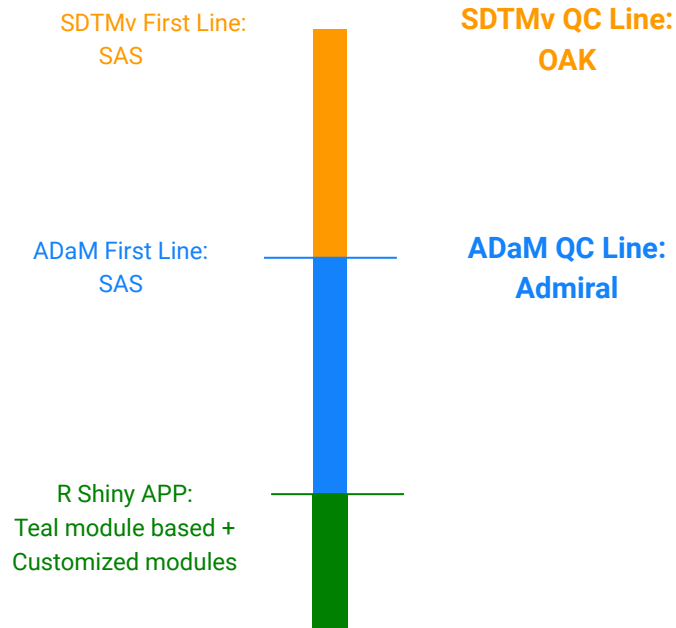 SDTMv First Line:
SAS
SDTMv QC Line:
OAK
ADaM First Line:
SAS
ADaM QC Line:
Admiral
R Shiny APP:
Teal module based +
Customized modules